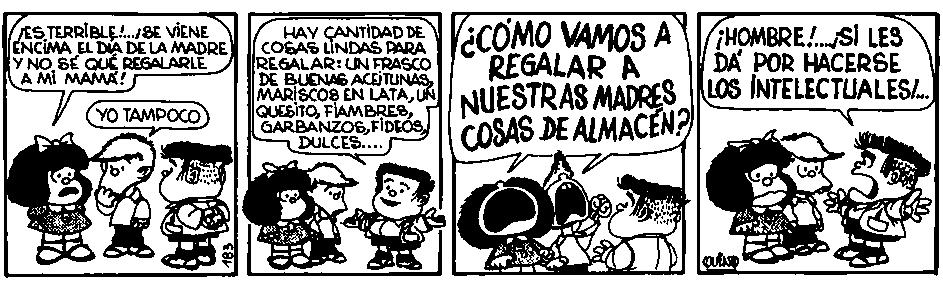 ¡ES TERRIBLE!... ¡SE VIENE
ENCIMA EL DÍA DE LA MADRE
Y NO SÉ QUÉ REGALARLE
A MI MAMÁ!
YO TAMPOCO
183
HAY CANTIDAD DE
COSAS LINDAS PARA
REGALAR: UN FRASCO
DE BUENAS ACEITUNAS,
MARISCOS EN LATA, UN
QUESITO, FIAMBRES,
GARBANZOS, FIDEOS,
DULCES....
¿CÓMO VAMOS A
REGALAR A
NUESTRAS MADRES
COSAS DE ALMACÉN?
¡HOMBRE!...¡SI LES
DÁ POR HACERSE
LOS INTELECTUALES!...
QUINO